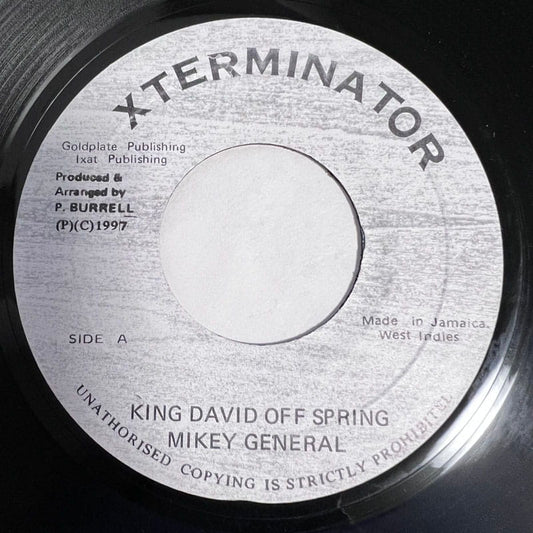 XTERMINATOR
Goldplate Publishing
Ixat Publishing
Produced &
Arranged by
P. BURRELL
(P)(C)1997
Made in Jamaica.
West Indies
SIDE A
KING DAVID OFF SPRING
MIKEY GENERAL
UNATHORISED COPYING IS STRICTLY PROHIBITED